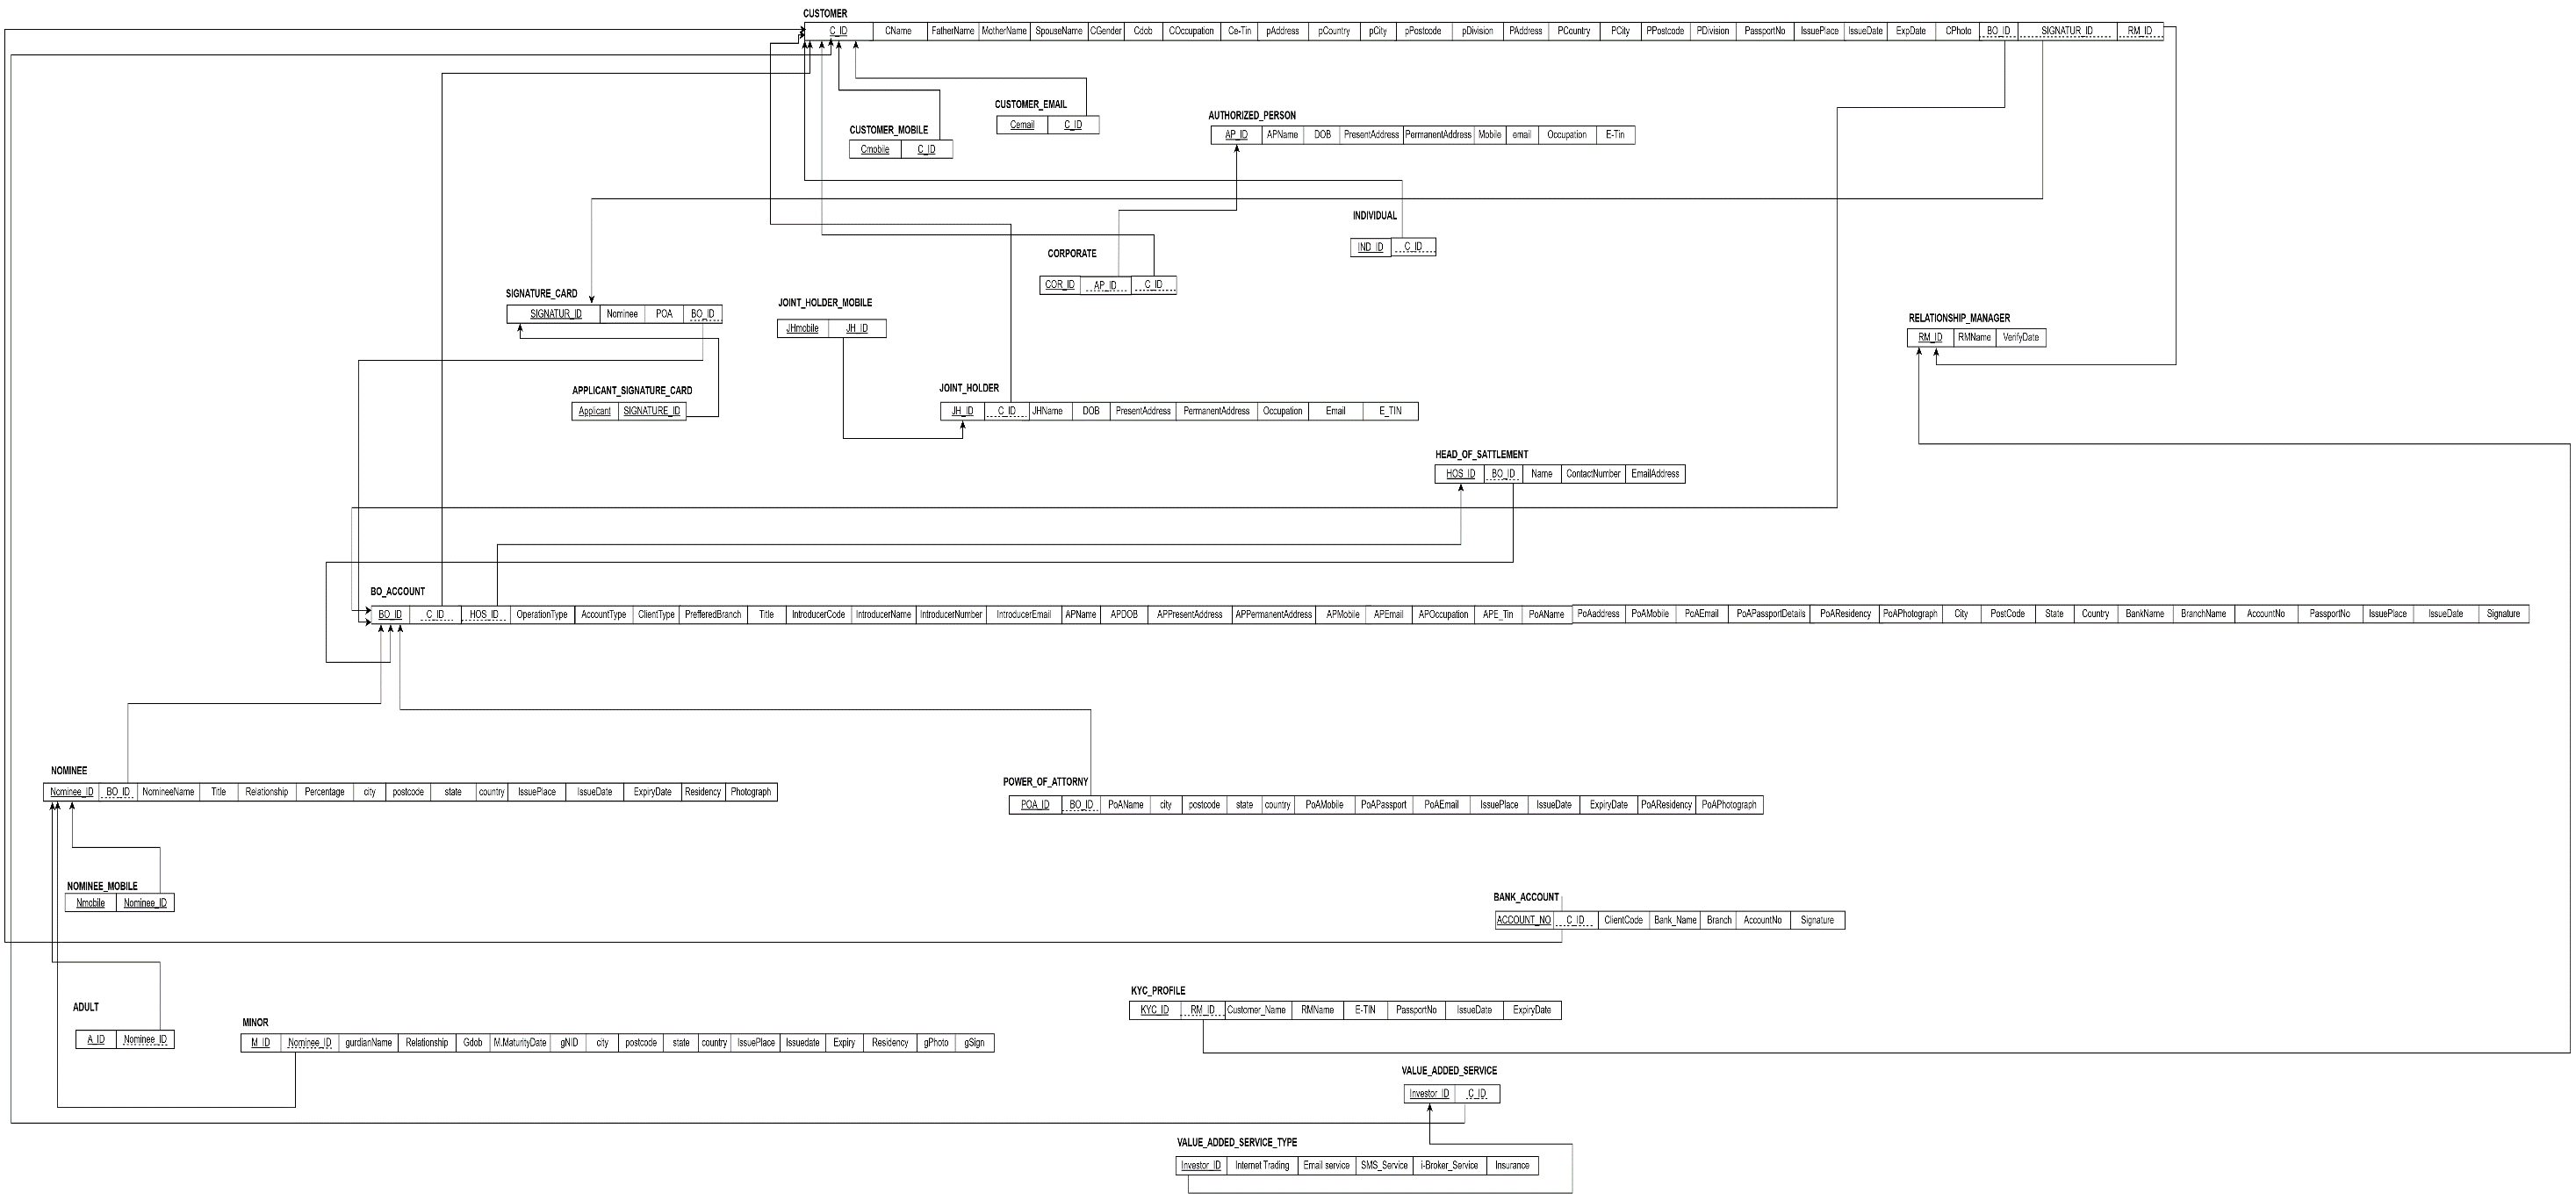 CUSTOMER
C_ID CName FatherName MotherName SpouseName CGender Cdob COccupation Ce-Tin pAddress pCountry pCity pPostcode pDivision PAddress PCountry PCity PPostcode PDivision PassportNo IssuePlace IssueDate ExpDate CPhoto BO_ID SIGNATUR_ID RM_ID
CUSTOMER_EMAIL
Cemail C_ID
AUTHORIZED_PERSON
AP_ID APName DOB PresentAddress PermanentAddress Mobile email Occupation E-Tin
CUSTOMER_MOBILE
Cmobile C_ID
INDIVIDUAL
IND_ID C_ID
CORPORATE
COR_ID AP_ID C_ID
SIGNATURE_CARD
SIGNATUR_ID Nominee POA BO_ID
JOINT_HOLDER_MOBILE
JHmobile JH_ID
RELATIONSHIP_MANAGER
RM_ID RMName VerifyDate
APPLICANT_SIGNATURE_CARD
Applicant SIGNATURE_ID
JOINT_HOLDER
JH_ID C_ID JHName DOB PresentAddress PermanentAddress Occupation Email E_TIN
HEAD_OF_SATTLEMENT
HOS_ID BO_ID Name ContactNumber EmailAddress
BO_ACCOUNT
BO_ID C_ID HOS_ID OperationType AccountType ClientType PrefferedBranch Title IntroducerCode IntroducerName IntroducerNumber IntroducerEmail APName APDOB APPresentAddress APPermanentAddress APMobile APEmail APOccupation APE_Tin PoAName PoAaddress PoAMobile PoAEmail PoAPassportDetails PoAResidency PoAPhotograph City PostCode State Country BankName BranchName AccountNo PassportNo IssuePlace IssueDate Signature
NOMINEE
Nominee_ID BO_ID NomineeName Title Relationship Percentage city postcode state country IssuePlace IssueDate ExpiryDate Residency Photograph
POWER_OF_ATTORNY
POA_ID BO_ID PoAName city postcode state country PoAMobile PoAPassport PoAEmail IssuePlace IssueDate ExpiryDate PoAResidency PoAPhotograph
NOMINEE_MOBILE
Nmobile Nominee_ID
BANK_ACCOUNT
ACCOUNT_NO C_ID ClientCode Bank_Name Branch AccountNo Signature
KYC_PROFILE
KYC_ID RM_ID Customer_Name RMName E-TIN PassportNo IssueDate ExpiryDate
ADULT
A_ID Nominee_ID
MINOR
M_ID Nominee_ID gurdianName Relationship Gdob M.MaturityDate gNID city postcode state country IssuePlace Issuedate Expiry Residency gPhoto gSign
VALUE_ADDED_SERVICE
Investor_ID C_ID
VALUE_ADDED_SERVICE_TYPE
Investor_ID Internet Trading Email service SMS_Service i-Broker_Service Insurance